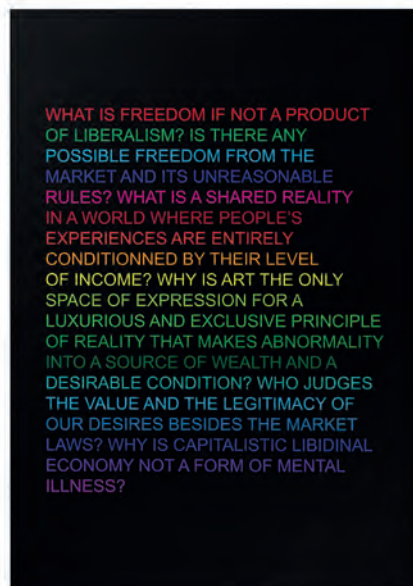 WHAT IS FREEDOM IF NOT A PRODUCT
OF LIBERALISM? IS THERE ANY
POSSIBLE FREEDOM FROM THE
MARKET AND ITS UNREASONABLE
RULES? WHAT IS A SHARED REALITY
IN A WORLD WHERE PEOPLE'S
EXPERIENCES ARE ENTIRELY
CONDITIONNED BY THEIR LEVEL
OF INCOME? WHY IS ART THE ONLY
SPACE OF EXPRESSION FOR A
LUXURIOUS AND EXCLUSIVE PRINCIPLE
OF REALITY THAT MAKES ABNORMALITY
INTO A SOURCE OF WEALTH AND A
DESIRABLE CONDITION? WHO JUDGES
THE VALUE AND THE LEGITIMACY OF
OUR DESIRES BESIDES THE MARKET
LAWS? WHY IS CAPITALISTIC LIBIDINAL
ECONOMY NOT A FORM OF MENTAL
ILLNESS?